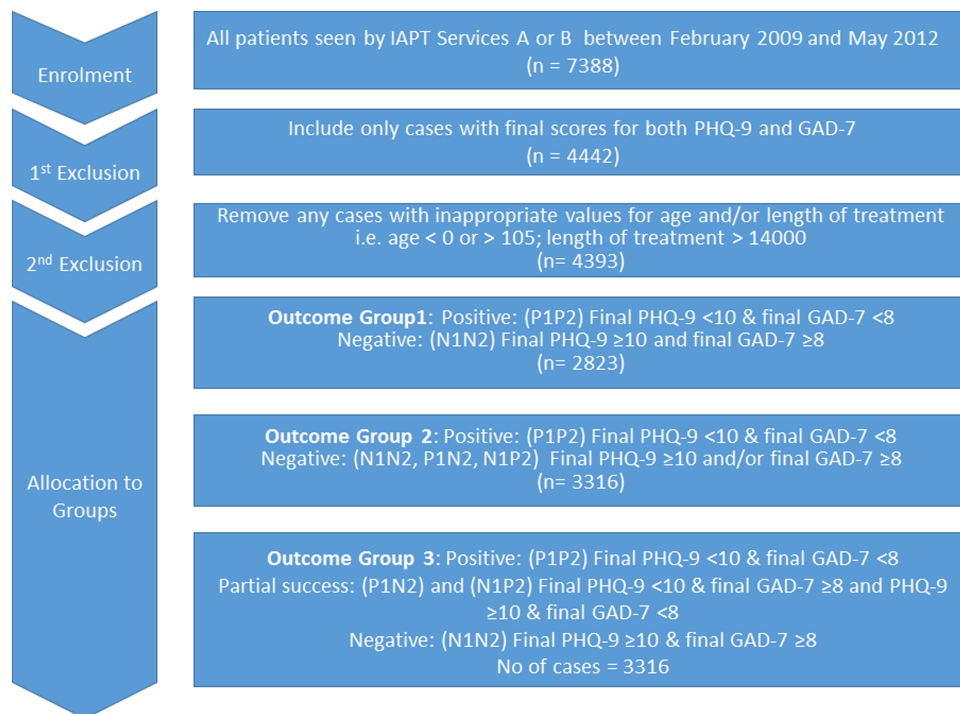 Enrolment
All patients seen by IAPT Services A or B between February 2009 and May 2012
(n = 7388)
1st Exclusion
Include only cases with final scores for both PHQ-9 and GAD-7
(n = 4442)
2nd Exclusion
Remove any cases with inappropriate values for age and/or length of treatment
i.e. age < 0 or > 105; length of treatment > 14000
(n= 4393)
Allocation to
Groups
Outcome Group1: Positive: (P1P2) Final PHQ-9 <10 & final GAD-7 <8
Negative: (N1N2) Final PHQ-9 ≥10 and final GAD-7 ≥8
(n= 2823)
Outcome Group 2: Positive: (P1P2) Final PHQ-9 <10 & final GAD-7 <8
Negative: (N1N2, P1N2, N1P2) Final PHQ-9 ≥10 and/or final GAD-7 ≥8
(n= 3316)
Outcome Group 3: Positive: (P1P2) Final PHQ-9 <10 & final GAD-7 <8
Partial success: (P1N2) and (N1P2) Final PHQ-9 <10 & final GAD-7 ≥8 and PHQ-9
≥10 & final GAD-7 <8
Negative: (N1N2) Final PHQ-9 ≥10 & final GAD-7 ≥8
No of cases = 3316